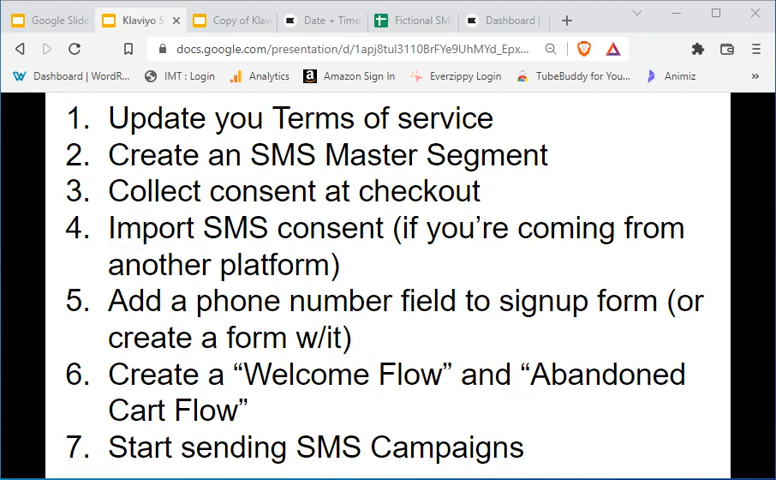 Google Slide
Klaviyo S
Copy of Klav
Date + Time
Fictional SMS
Dashboard |
docs.google.com/presentation/d/1apj8tul3110BrFYe9UhMYd_Epx...
Dashboard | WordR...
IMT : Login
Analytics
Amazon Sign In
Everzippy Login
TubeBuddy for You...
Animiz
1. Update you Terms of service
2. Create an SMS Master Segment
3. Collect consent at checkout
4. Import SMS consent (if you’re coming from
another platform)
5. Add a phone number field to signup form (or
create a form w/it)
6. Create a “Welcome Flow” and “Abandoned
Cart Flow”
7. Start sending SMS Campaigns